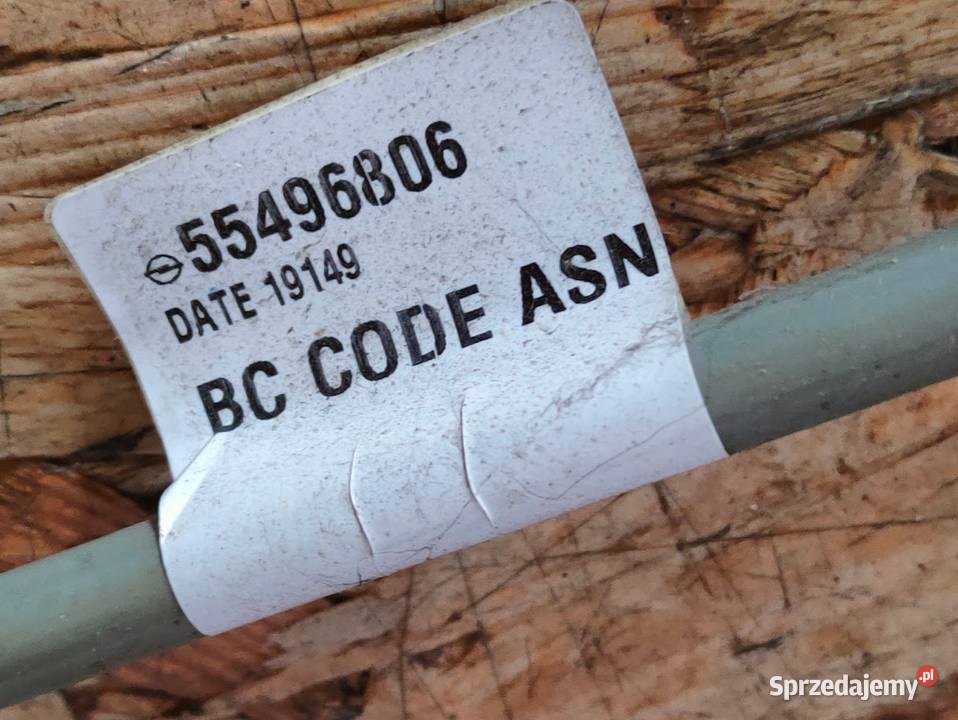 55496806
DATE 19149
BC CODE ASN
Sprzedajemy.pl